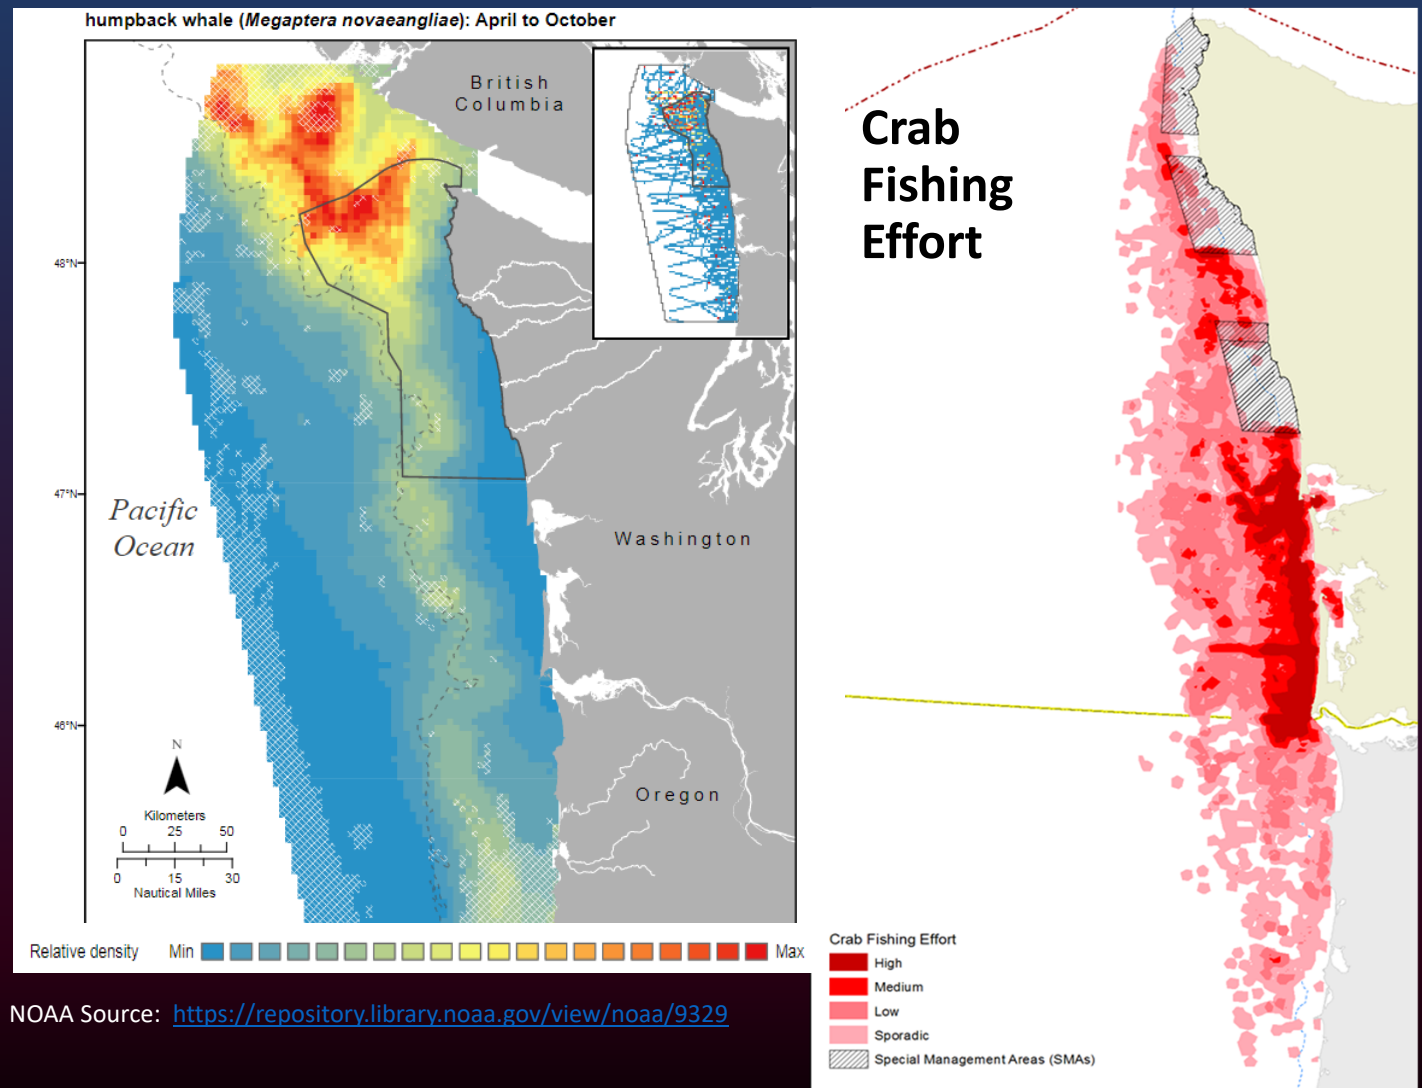 humpback whale (Megaptera novaeangliae): April to October
British
Columbia
48°N
47°N
46°N
Pacific
Ocean
Washington
Oregon
N
Kilometers
0 25 50
0 15 30
Nautical Miles
Relative density Min Max
NOAA Source: https://repository.library.noaa.gov/view/noaa/9329
Crab
Fishing
Effort
Crab Fishing Effort
High
Medium
Low
Sporadic
Special Management Areas (SMAs)